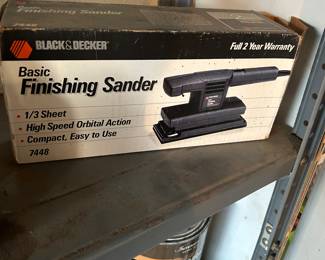 7448
Finishing Sander
BLACK&DECKER
Full 2 Year Warranty
Basic
Finishing Sander
• 1/3 Sheet
• High Speed Orbital Action
• Compact, Easy to Use
7448